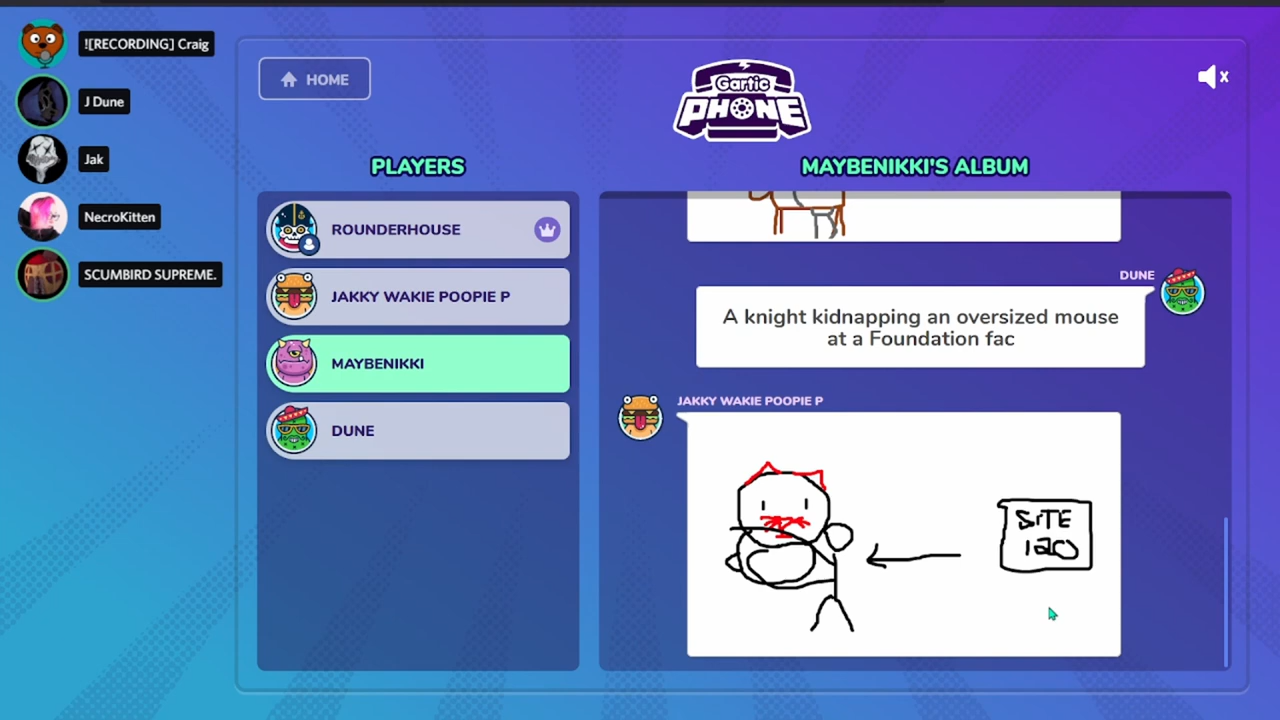 ![RECORDING] Craig
J Dune
Jak
NecroKitten
SCUMBIRD SUPREME.
HOME
Gartic
PHONE
PLAYERS
ROUNDERHOUSE
JAKKY WAKIE POOPIE P
MAYBENIKKI
DUNE
MAYBENIKKI'S ALBUM
DUNE
A knight kidnapping an oversized mouse
at a Foundation fac
JAKKY WAKIE POOPIE P
SITE
120